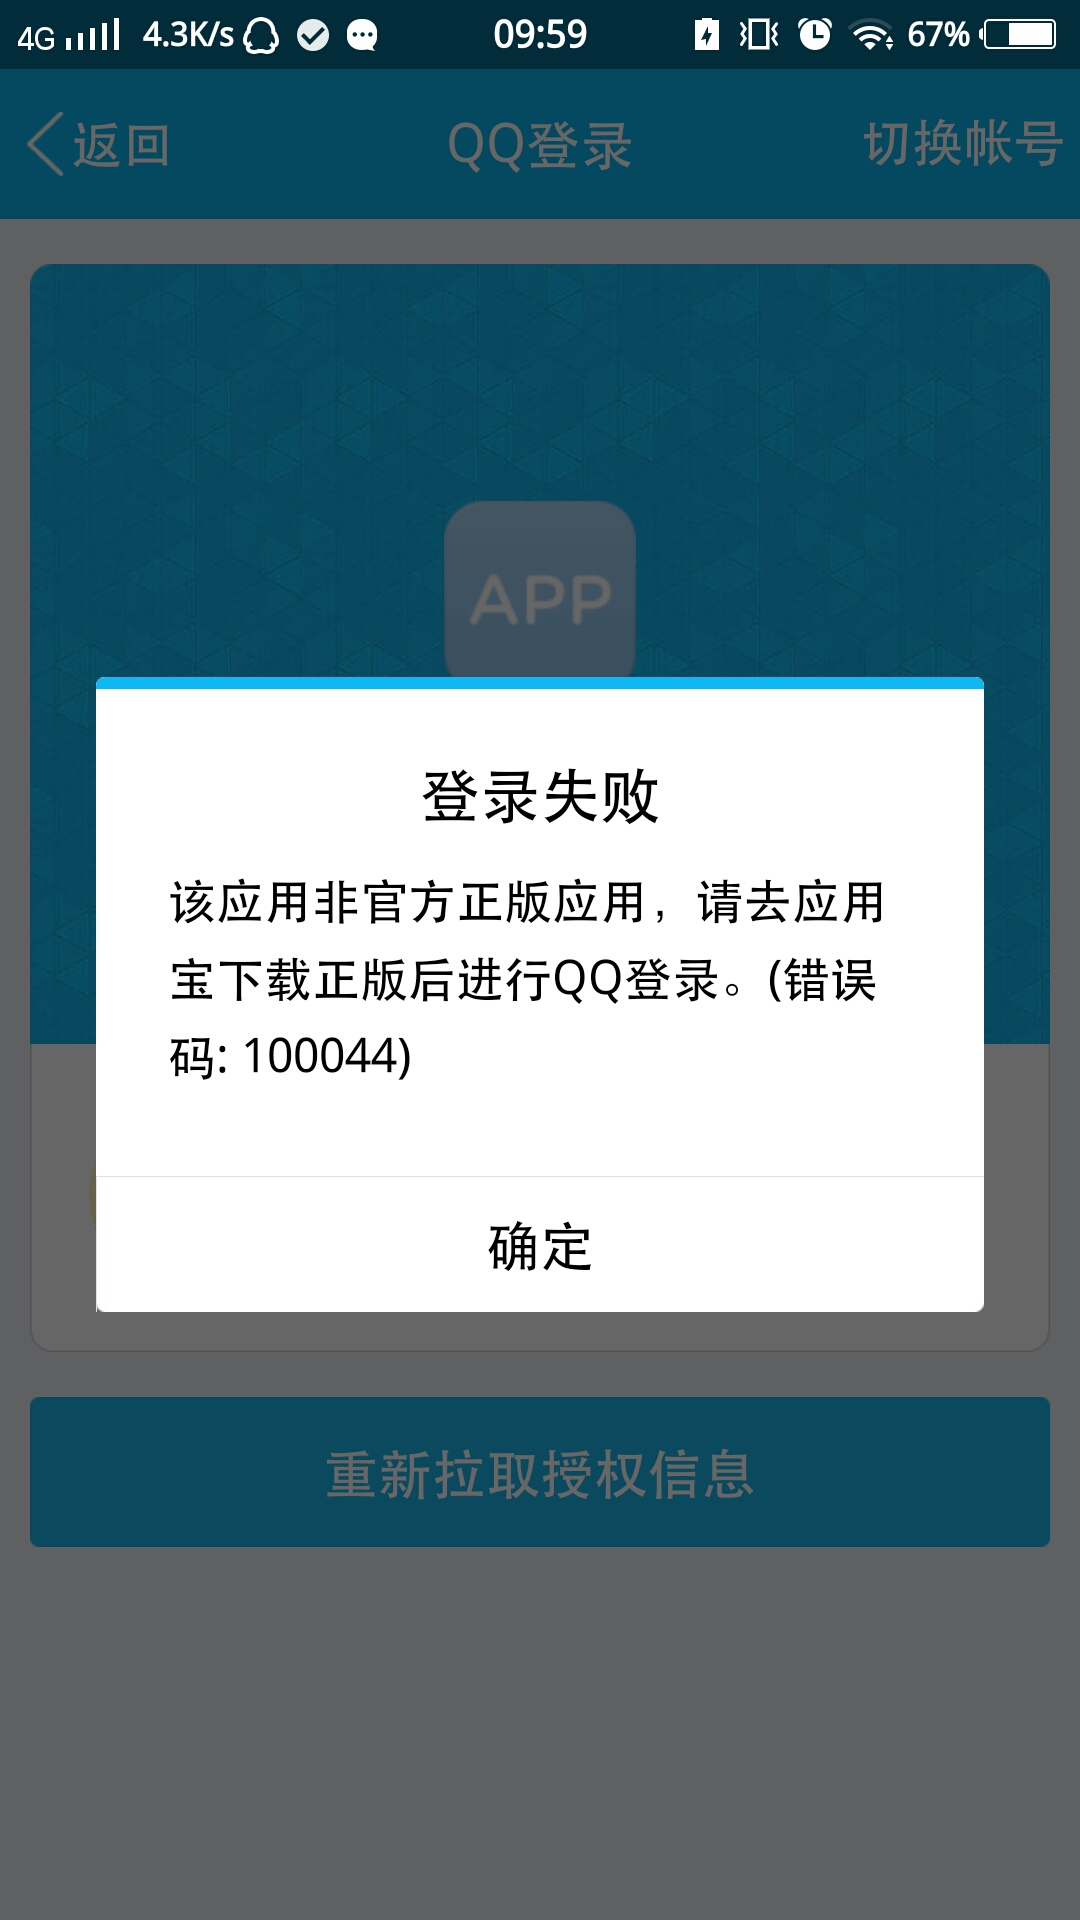 4G 4.3K/s 09:59 67%
返回 QQ登录 切换帐号
APP
登录失败
该应用非官方正版应用，请去应用
宝下载正版后进行QQ登录。(错误
码: 100044)
确定
重新拉取授权信息